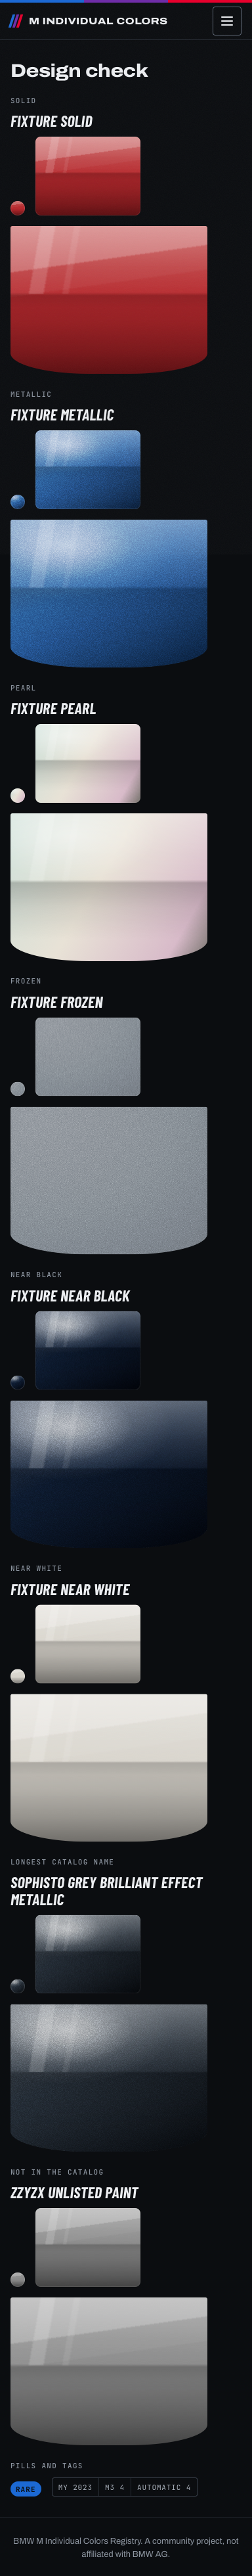 M INDIVIDUAL COLORS
Design check
SOLID
FIXTURE SOLID
METALLIC
FIXTURE METALLIC
PEARL
FIXTURE PEARL
FROZEN
FIXTURE FROZEN
NEAR BLACK
FIXTURE NEAR BLACK
NEAR WHITE
FIXTURE NEAR WHITE
LONGEST CATALOG NAME
SOPHISTO GREY BRILLIANT EFFECT
METALLIC
NOT IN THE CATALOG
ZZYZX UNLISTED PAINT
PILLS AND TAGS
RARE MY 2023 M3 4 AUTOMATIC 4
BMW M Individual Colors Registry. A community project, not
affiliated with BMW AG.